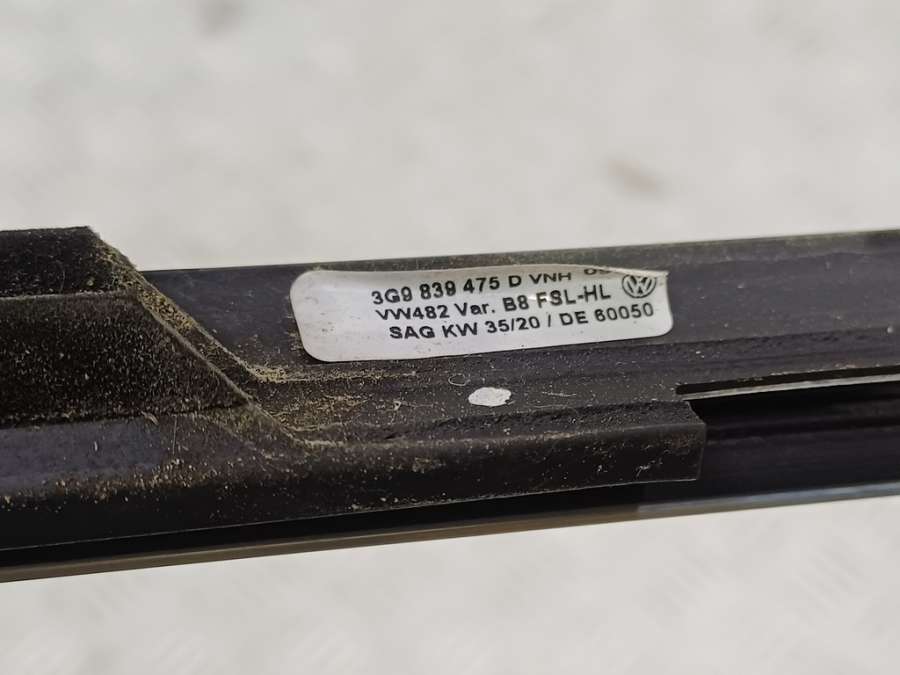 3G9 839 475 D VNH
VW482 Var. B8 FSL-HL
SAG KW 35/20 / DE 60050